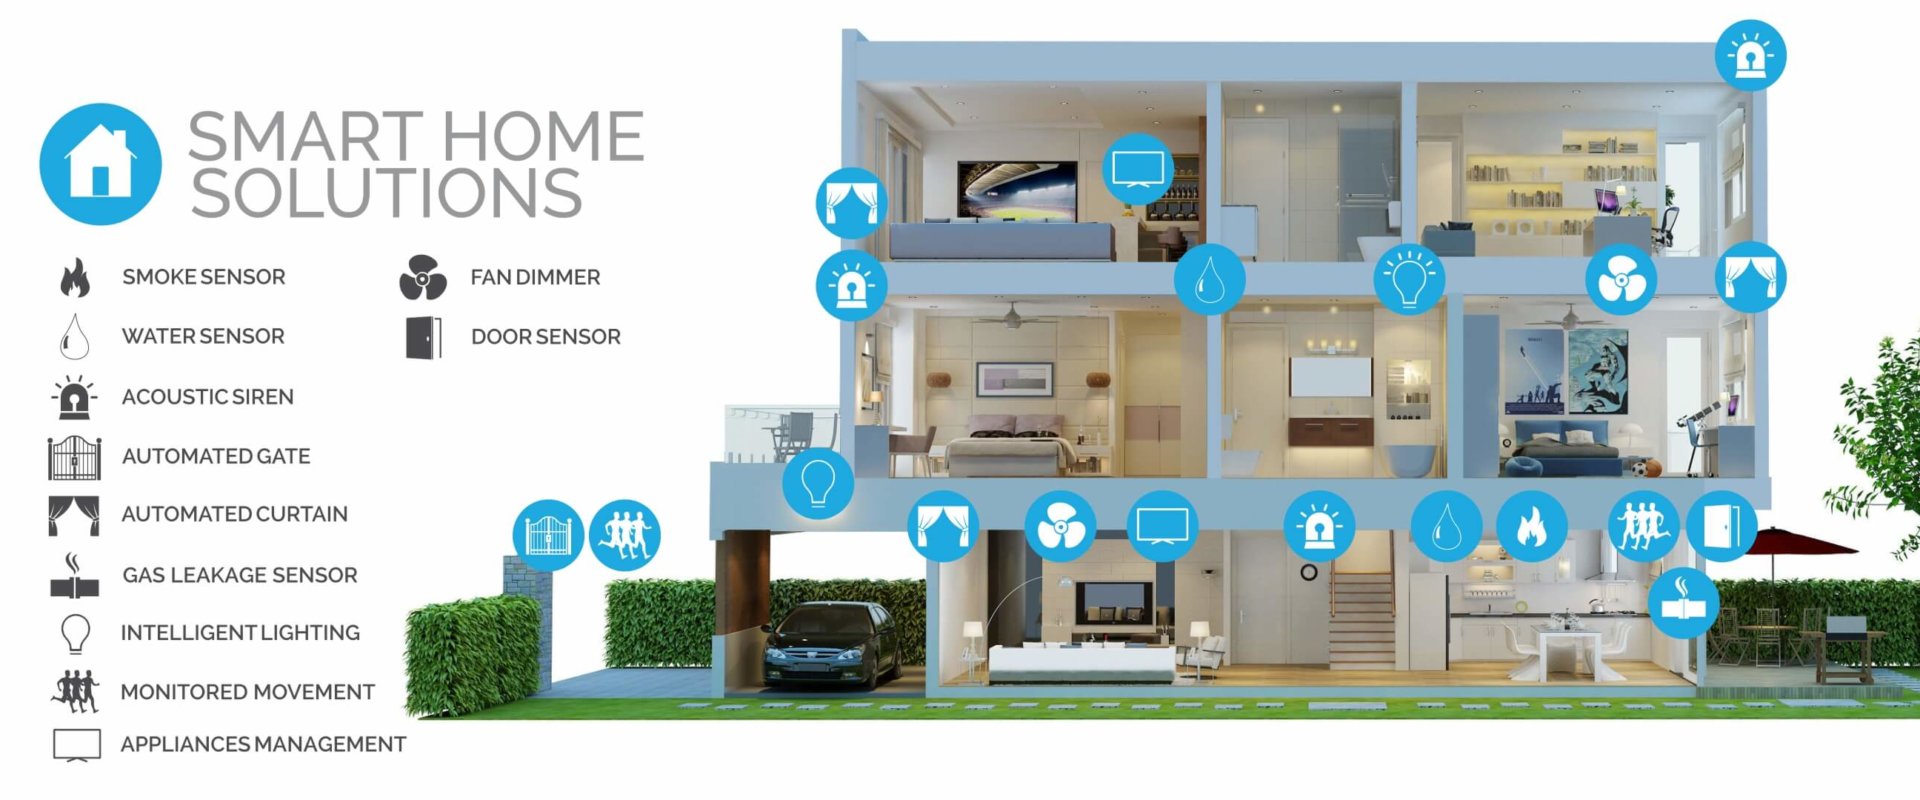 SMART HOME
SOLUTIONS
SMOKE SENSOR
WATER SENSOR
ACOUSTIC SIREN
AUTOMATED GATE
AUTOMATED CURTAIN
GAS LEAKAGE SENSOR
INTELLIGENT LIGHTING
MONITORED MOVEMENT
APPLIANCES MANAGEMENT
FAN DIMMER
DOOR SENSOR